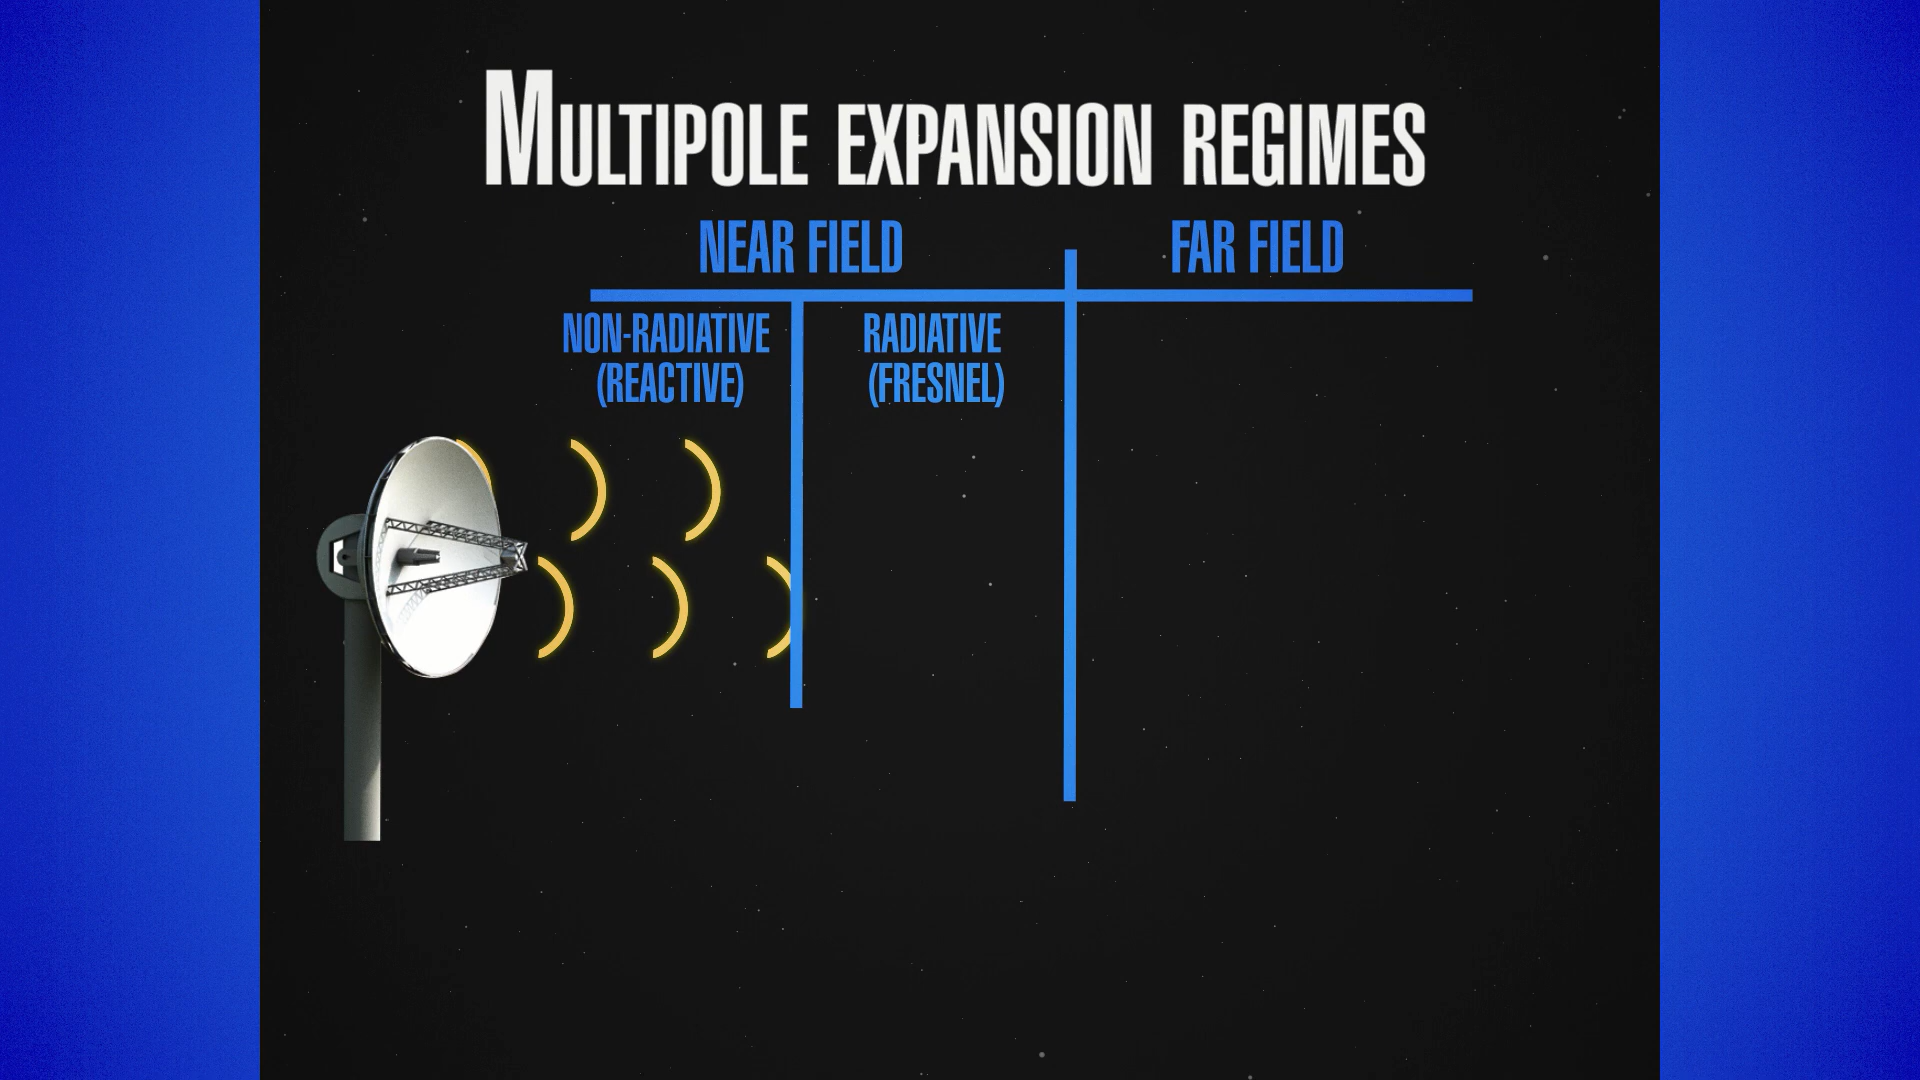 Multipole expansion regimes
NEAR FIELD
FAR FIELD
NON-RADIATIVE
(REACTIVE)
RADIATIVE
(FRESNEL)